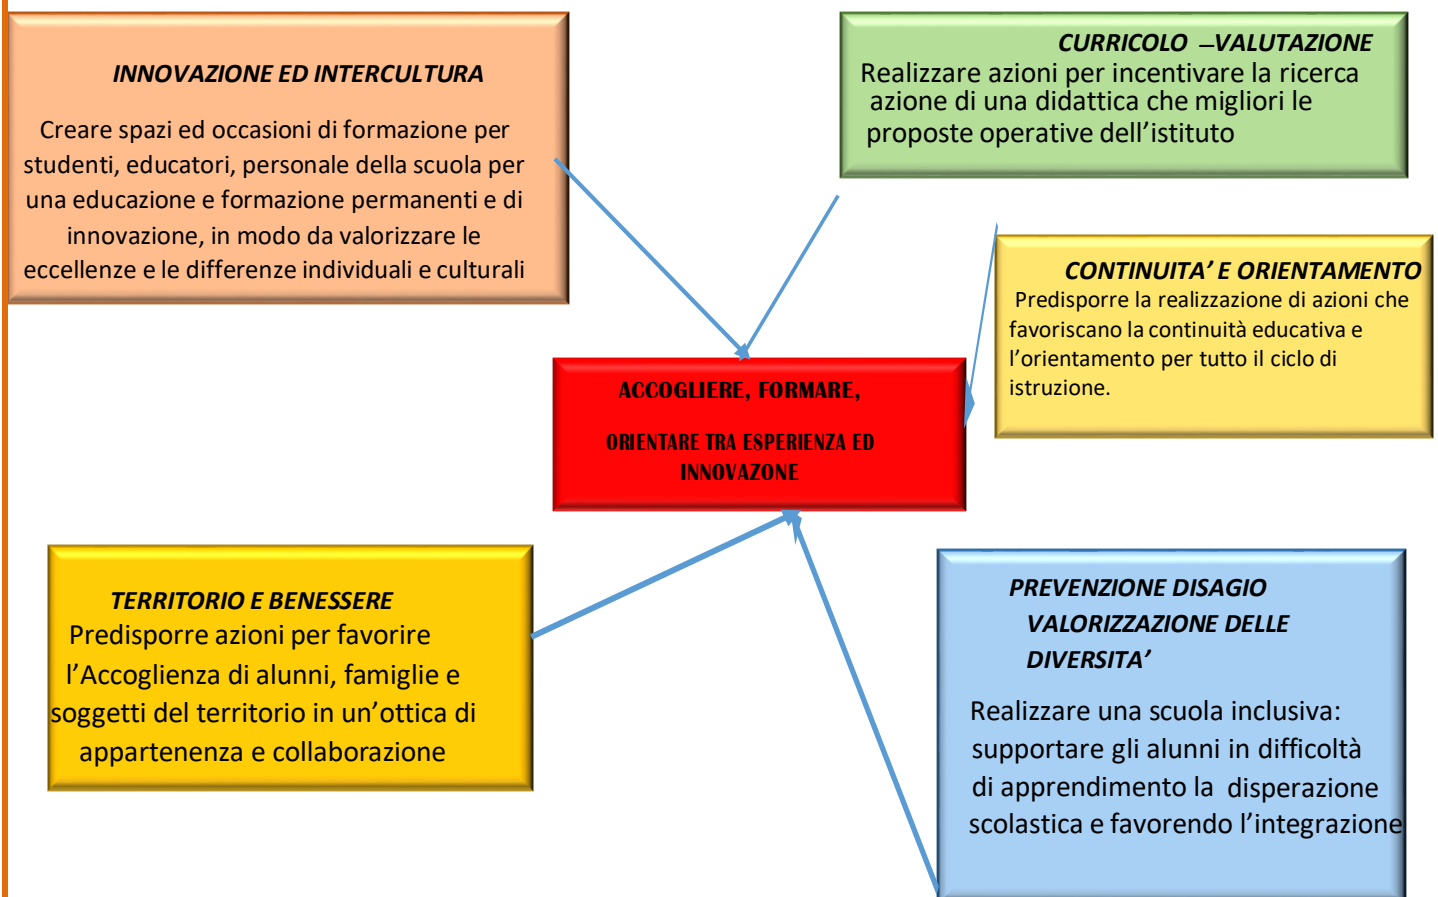 INNOVAZIONE ED INTERCULTURA
Creare spazi ed occasioni di formazione per
studenti, educatori, personale della scuola per
una educazione e formazione permanenti e di
innovazione, in modo da valorizzare le
eccellenze e le differenze individuali e culturali
CURRICOLO –VALUTAZIONE
Realizzare azioni per incentivare la ricerca
azione di una didattica che migliori le
proposte operative dell’istituto
CONTINUITA’ E ORIENTAMENTO
Predisporre la realizzazione di azioni che
favoriscano la continuità educativa e
l’orientamento per tutto il ciclo di
istruzione.
ACCOGLIERE, FORMARE,
ORIENTARE TRA ESPERIENZA ED
INNOVAZONE
TERRITORIO E BENESSERE
Predisporre azioni per favorire
l’Accoglienza di alunni, famiglie e
soggetti del territorio in un’ottica di
appartenenza e collaborazione
PREVENZIONE DISAGIO
VALORIZZAZIONE DELLE
DIVERSITA’
Realizzare una scuola inclusiva:
supportare gli alunni in difficoltà
di apprendimento la disperazione
scolastica e favorendo l’integrazione